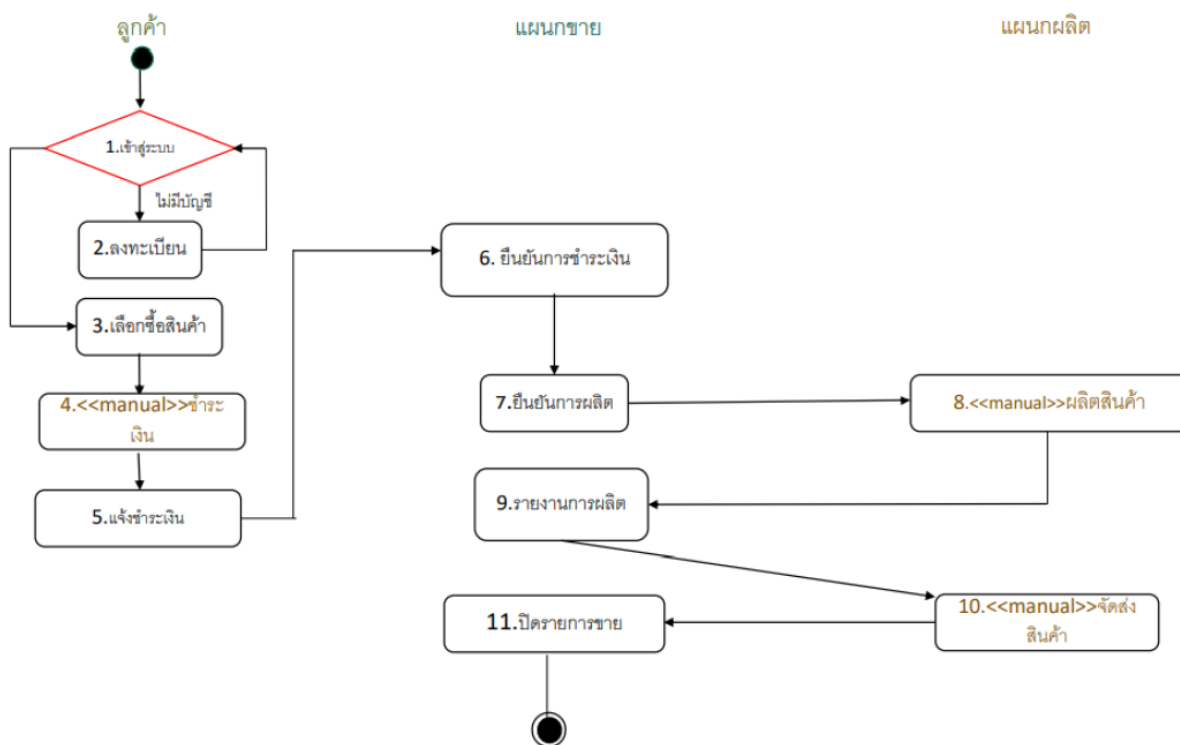 ลูกค้า
แผนกขาย
แผนกผลิต
1.เข้าสู่ระบบ
ไม่มีบัญชี
2.ลงทะเบียน
3.เลือกซื้อสินค้า
4.<<manual>>ชำระ
เงิน
5.แจ้งชำระเงิน
6. ยืนยันการชำระเงิน
7.ยืนยันการผลิต
8.<<manual>>ผลิตสินค้า
9.รายงานการผลิต
10.<<manual>>จัดส่ง
สินค้า
11.ปิดรายการขาย